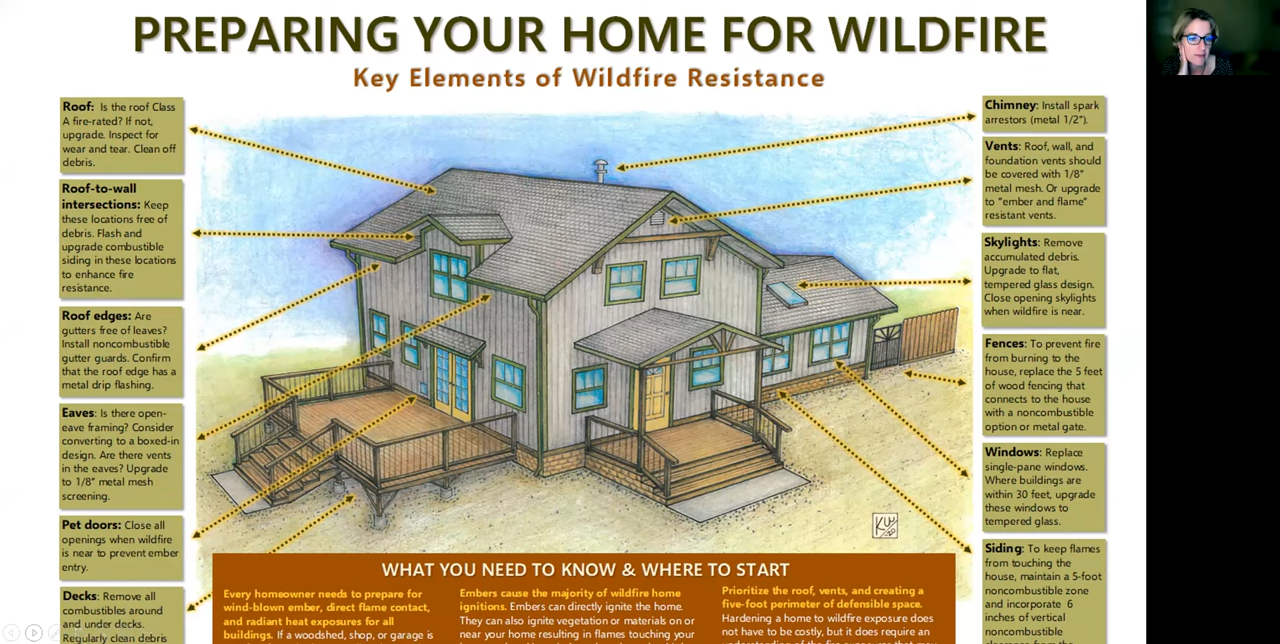 PREPARING YOUR HOME FOR WILDFIRE
Key Elements of Wildfire Resistance
Roof: Is the roof Class
A fire-rated? If not,
upgrade. Inspect for
wear and tear. Clean off
debris.
Roof-to-wall
intersections: Keep
these locations free of
debris. Flash and
upgrade combustible
siding in these locations
to enhance fire
resistance.
Roof edges: Are
gutters free of leaves?
Install noncombustible
gutter guards. Confirm
that the roof edge has a
metal drip flashing.
Eaves: Is there open-
eave framing? Consider
converting to a boxed-in
design. Are there vents
in the eaves? Upgrade
to 1/8" metal mesh
screening.
Pet doors: Close all
openings when wildfire
is near to prevent ember
entry.
Decks: Remove all
combustibles around
and under decks.
Regularly clean debris
Chimney: Install spark
arrestors (metal 1/2").
Vents: Roof, wall, and
foundation vents should
be covered with 1/8"
metal mesh. Or upgrade
to "ember and flame"
resistant vents.
Skylights: Remove
accumulated debris.
Upgrade to flat,
tempered glass design.
Close opening skylights
when wildfire is near.
Fences: To prevent fire
from burning to the
house, replace the 5 feet
of wood fencing that
connects to the house
with a noncombustible
option or metal gate.
Windows: Replace
single-pane windows.
Where buildings are
within 30 feet, upgrade
these windows to
tempered glass.
Siding: To keep flames
from touching the
house, maintain a 5-foot
noncombustible zone
and incorporate 6
inches of vertical
noncombustible
WHAT YOU NEED TO KNOW & WHERE TO START
Every homeowner needs to prepare for
wind-blown ember, direct flame contact,
and radiant heat exposures for all
buildings. If a woodshed, shop, or garage is
Embers cause the majority of wildfire home
ignitions. Embers can directly ignite the home.
They can also ignite vegetation or materials on or
near your home resulting in flames touching your
Prioritize the roof, vents, and creating a
five-foot perimeter of defensible space.
Hardening a home to wildfire exposure does
not have to be costly, but it does require an